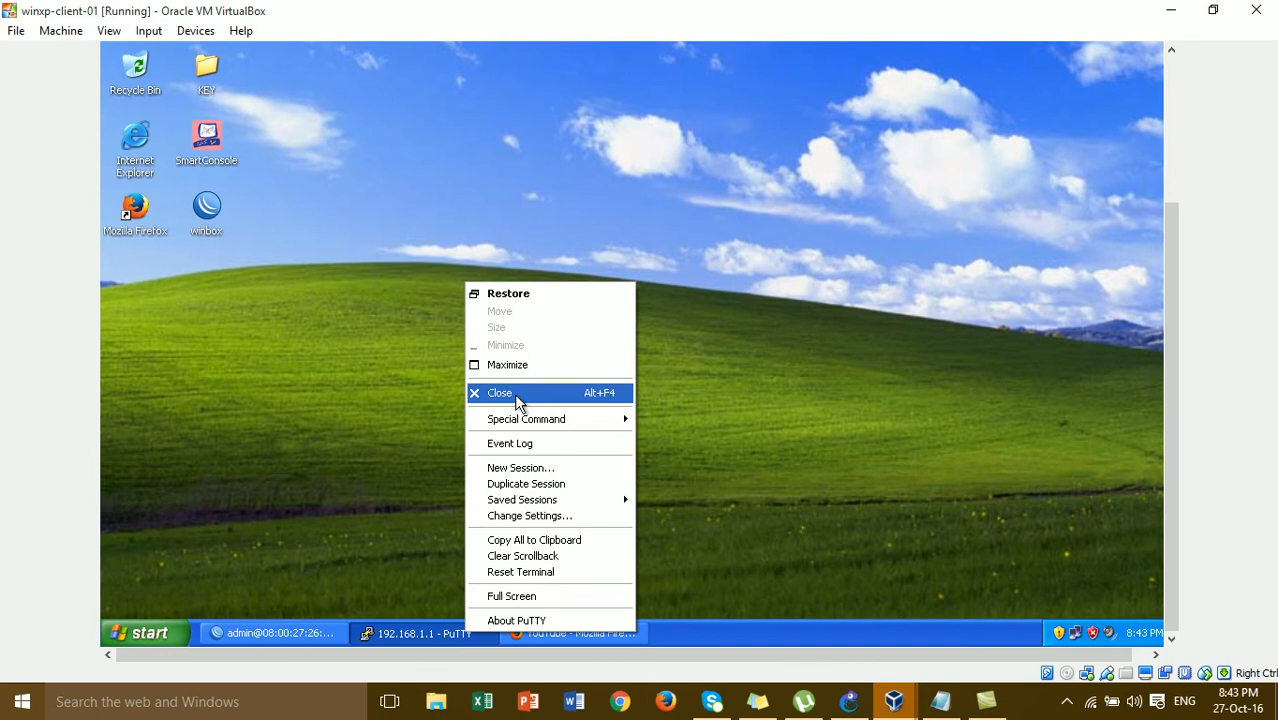 winxp-client-01 [Running] - Oracle VM VirtualBox
File Machine View Input Devices Help
Recycle Bin
KEY
Internet Explorer
SmartConsole
Mozilla Firefox
winbox
Restore
Move
Size
Minimize
Maximize
Close Alt+F4
Special Command
Event Log
New Session...
Duplicate Session
Saved Sessions
Change Settings...
Copy All to Clipboard
Clear Scrollback
Reset Terminal
Full Screen
About PuTTY
start
admin@08:00:27:26:...
192.168.1.1 - PuTTY
YouTube - Mozilla Fire...
8:43 PM
Right Ctrl
Search the web and Windows
ENG
8:43 PM
27-Oct-16